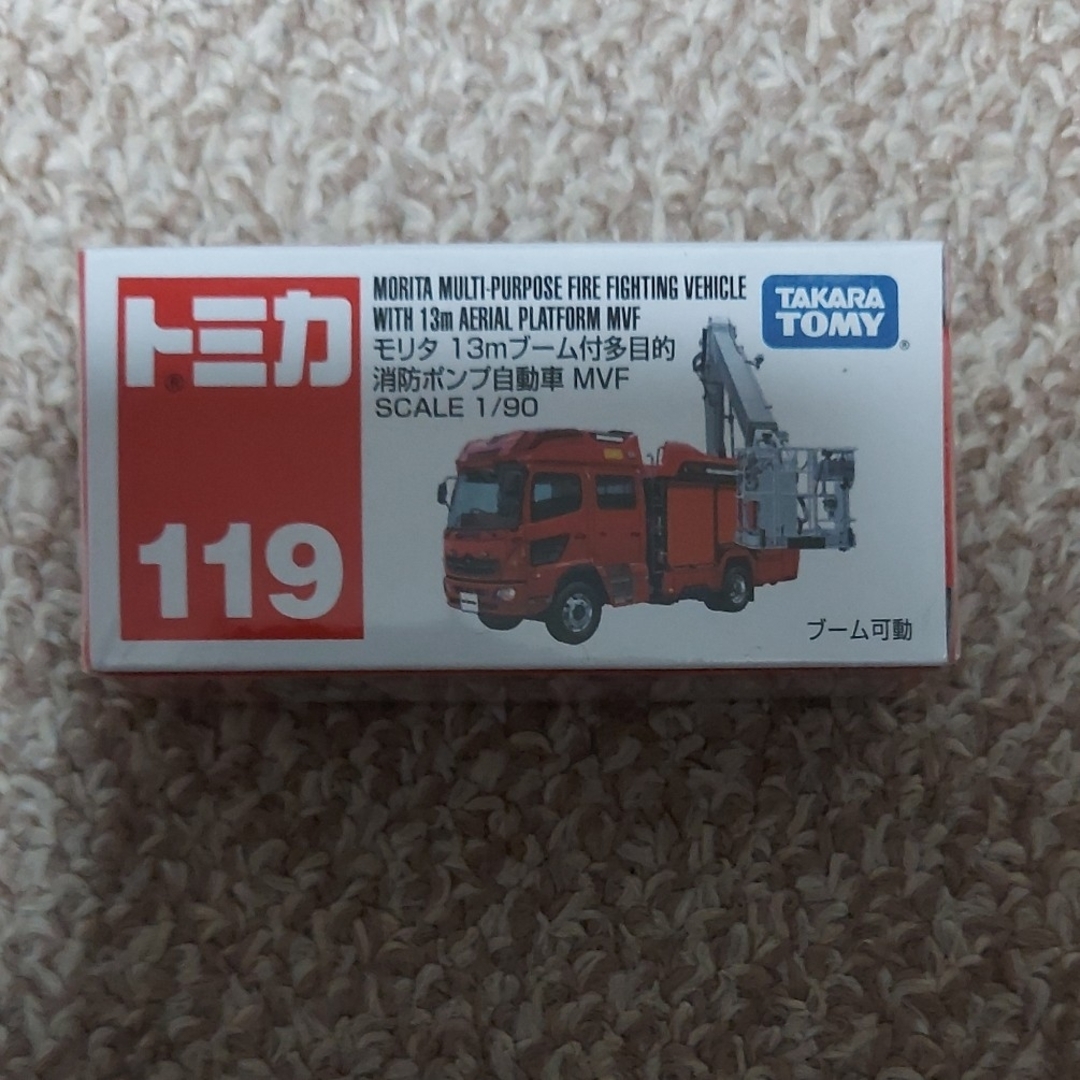 トミカ
®
119
MORITA MULTI-PURPOSE FIRE FIGHTING VEHICLE
WITH 13m AERIAL PLATFORM MVF
モリタ 13mブーム付多目的
消防ポンプ自動車 MVF
SCALE 1/90
TAKARA
TOMY
®
ブーム可動